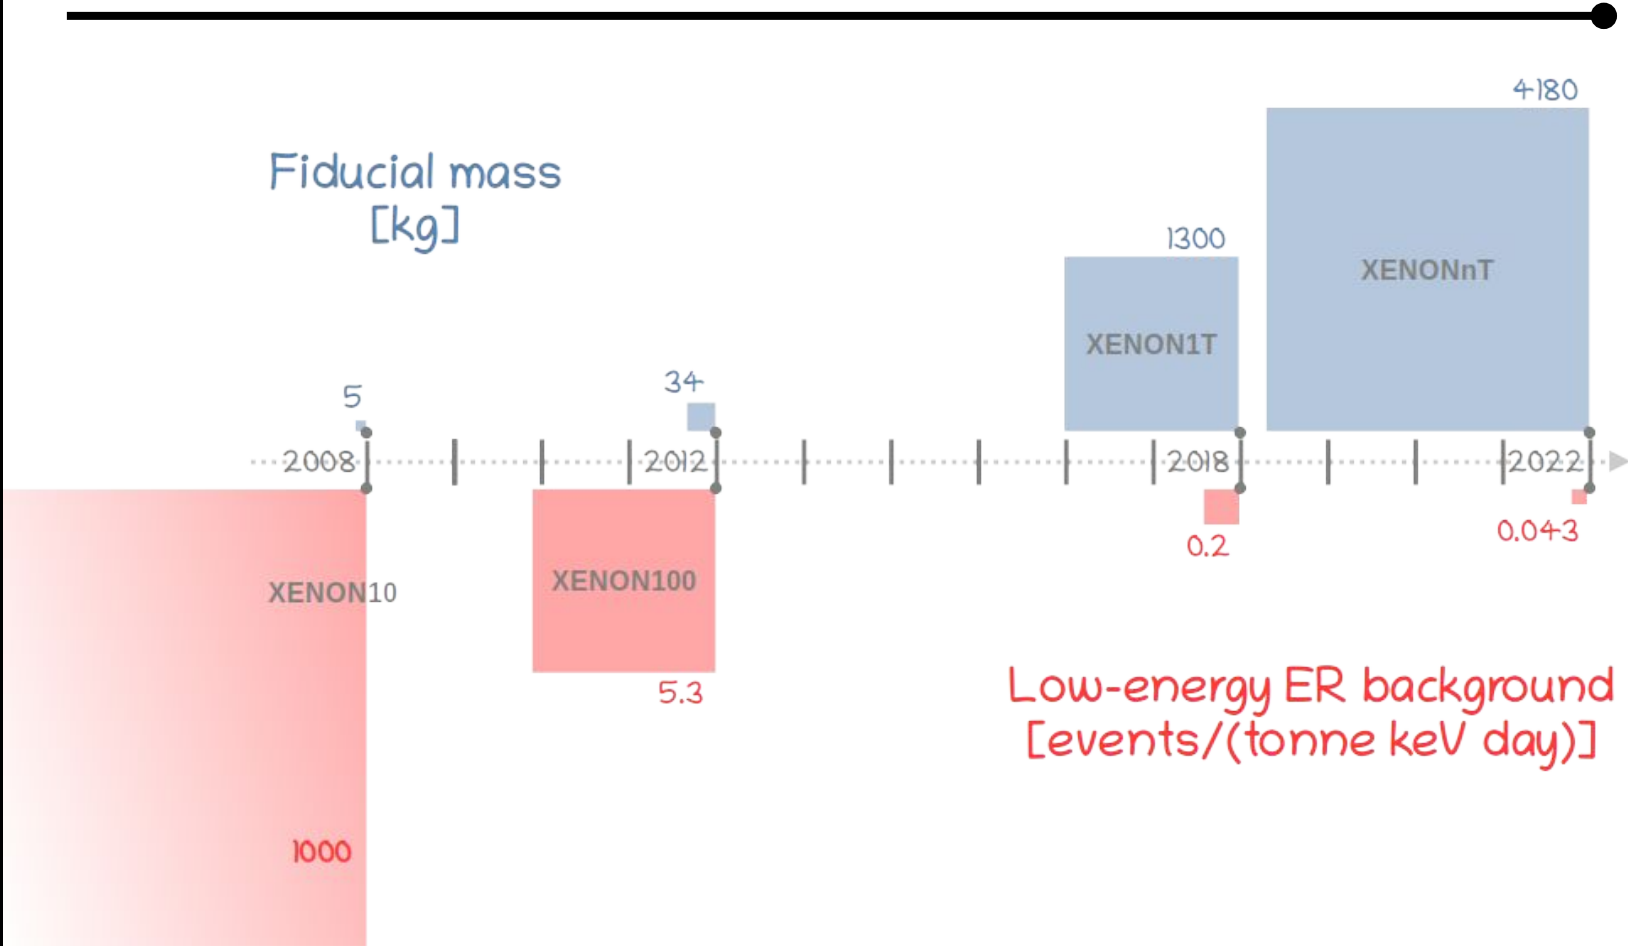 4180
Fiducial mass
[kg]
1300
XENONnT
XENON1T
5
34
2008
2012
2018
2022
0.2
0.043
XENON10
XENON100
Low-energy ER background
[events/(tonne keV day)]
5.3
1000